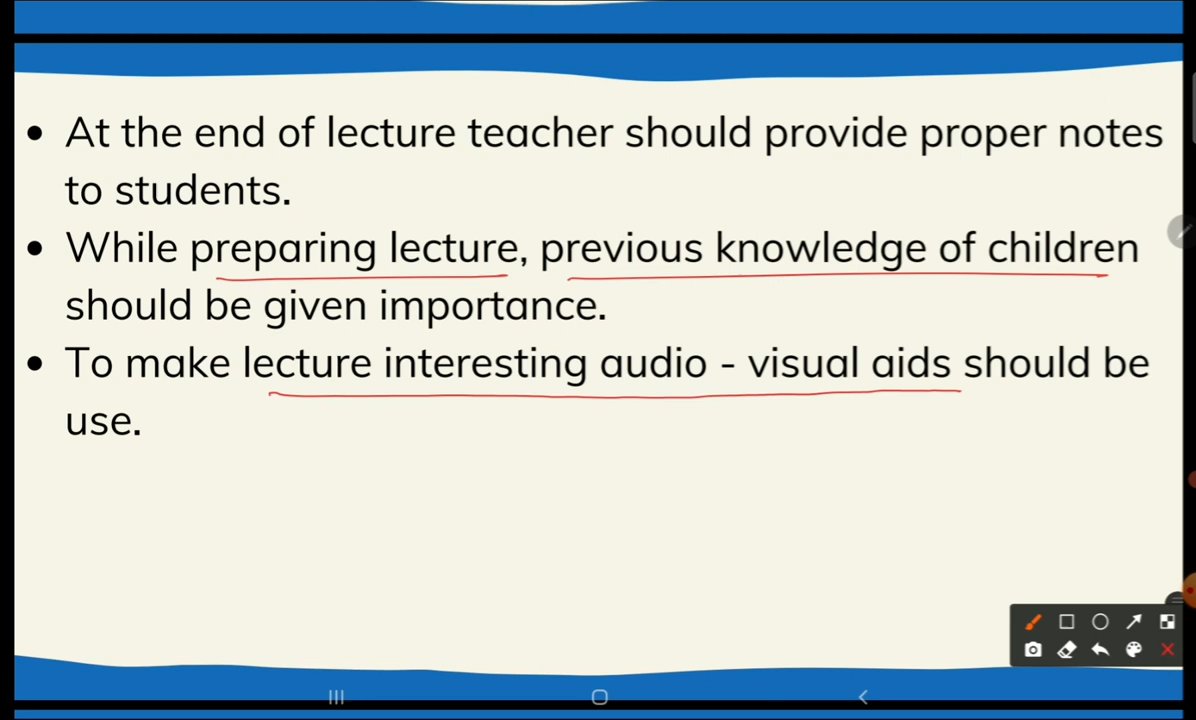 • At the end of lecture teacher should provide proper notes
to students.
• While preparing lecture, previous knowledge of children
should be given importance.
• To make lecture interesting audio - visual aids should be
use.